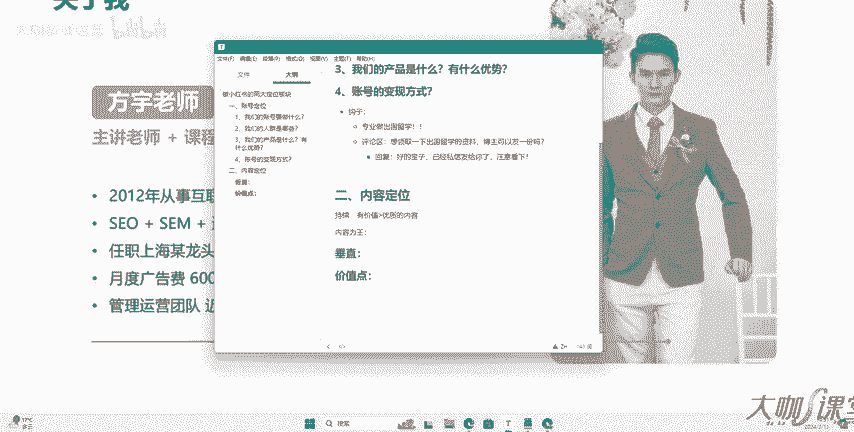 关于我
方宇老师
主讲老师 + 课程
• 2012年从事互联
• SEO + SEM +
• 任职上海某龙头
• 月度广告费 600
• 管理运营团队 近
文件(F) 编辑(E) 段落(P) 格式(O) 视图(V) 主题(T) 帮助(H)
文件 大纲
做小红书的两大定位板块
一、账号定位
1、我们的账号要做什么?
2、我们的人群是哪些?
3、我们的产品是什么?有
什么优势?
4、账号的变现方式?
二、内容定位
垂直:
价值点:
3、我们的产品是什么?有什么优势?
4、账号的变现方式?
• 钩子:
专业做出国留学!!
评论区:想领取一下出国留学的资料,博主可以发一份吗?
回复:好的宝子,已经私信发给你了,注意看下!
二、内容定位
持续 有价值>优质的内容
内容为王:
垂直:
价值点:
搜索
大咖课堂